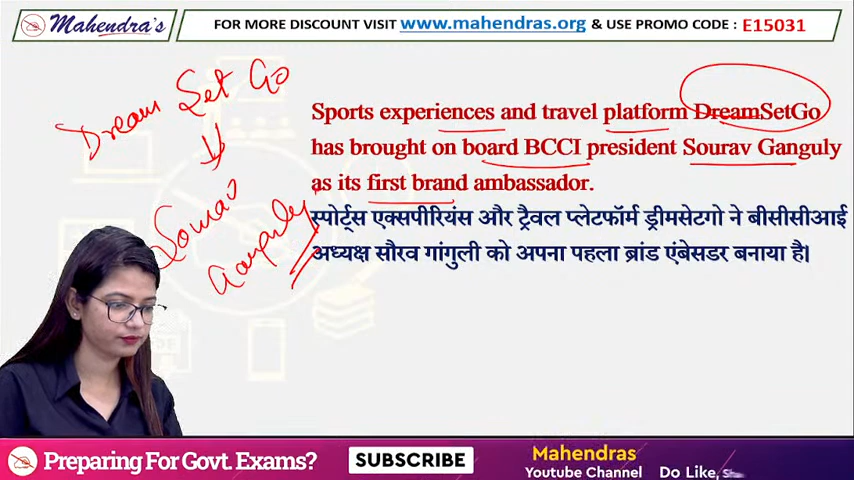 Mahendra's
FOR MORE DISCOUNT VISIT www.mahendras.org & USE PROMO CODE : E15031
Dream Set Go
Sourav
Ganguly
Sports experiences and travel platform DreamSetGo
has brought on board BCCI president Sourav Ganguly
as its first brand ambassador.
स्पोर्ट्स एक्सपीरियंस और ट्रैवल प्लेटफॉर्म ड्रीमसेटगो ने बीसीसीआई
अध्यक्ष सौरव गांगुली को अपना पहला ब्रांड एंबेसडर बनाया है।
Preparing For Govt. Exams?
SUBSCRIBE
Mahendras
Youtube Channel
Do Like,